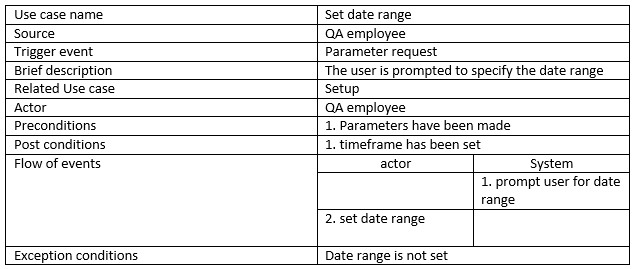 Use case name Set date range
Source QA employee
Trigger event Parameter request
Brief description The user is prompted to specify the date range
Related Use case Setup
Actor QA employee
Preconditions 1. Parameters have been made
Post conditions 1. timeframe has been set
Flow of events actor System
1. prompt user for date
range
2. set date range
Exception conditions Date range is not set